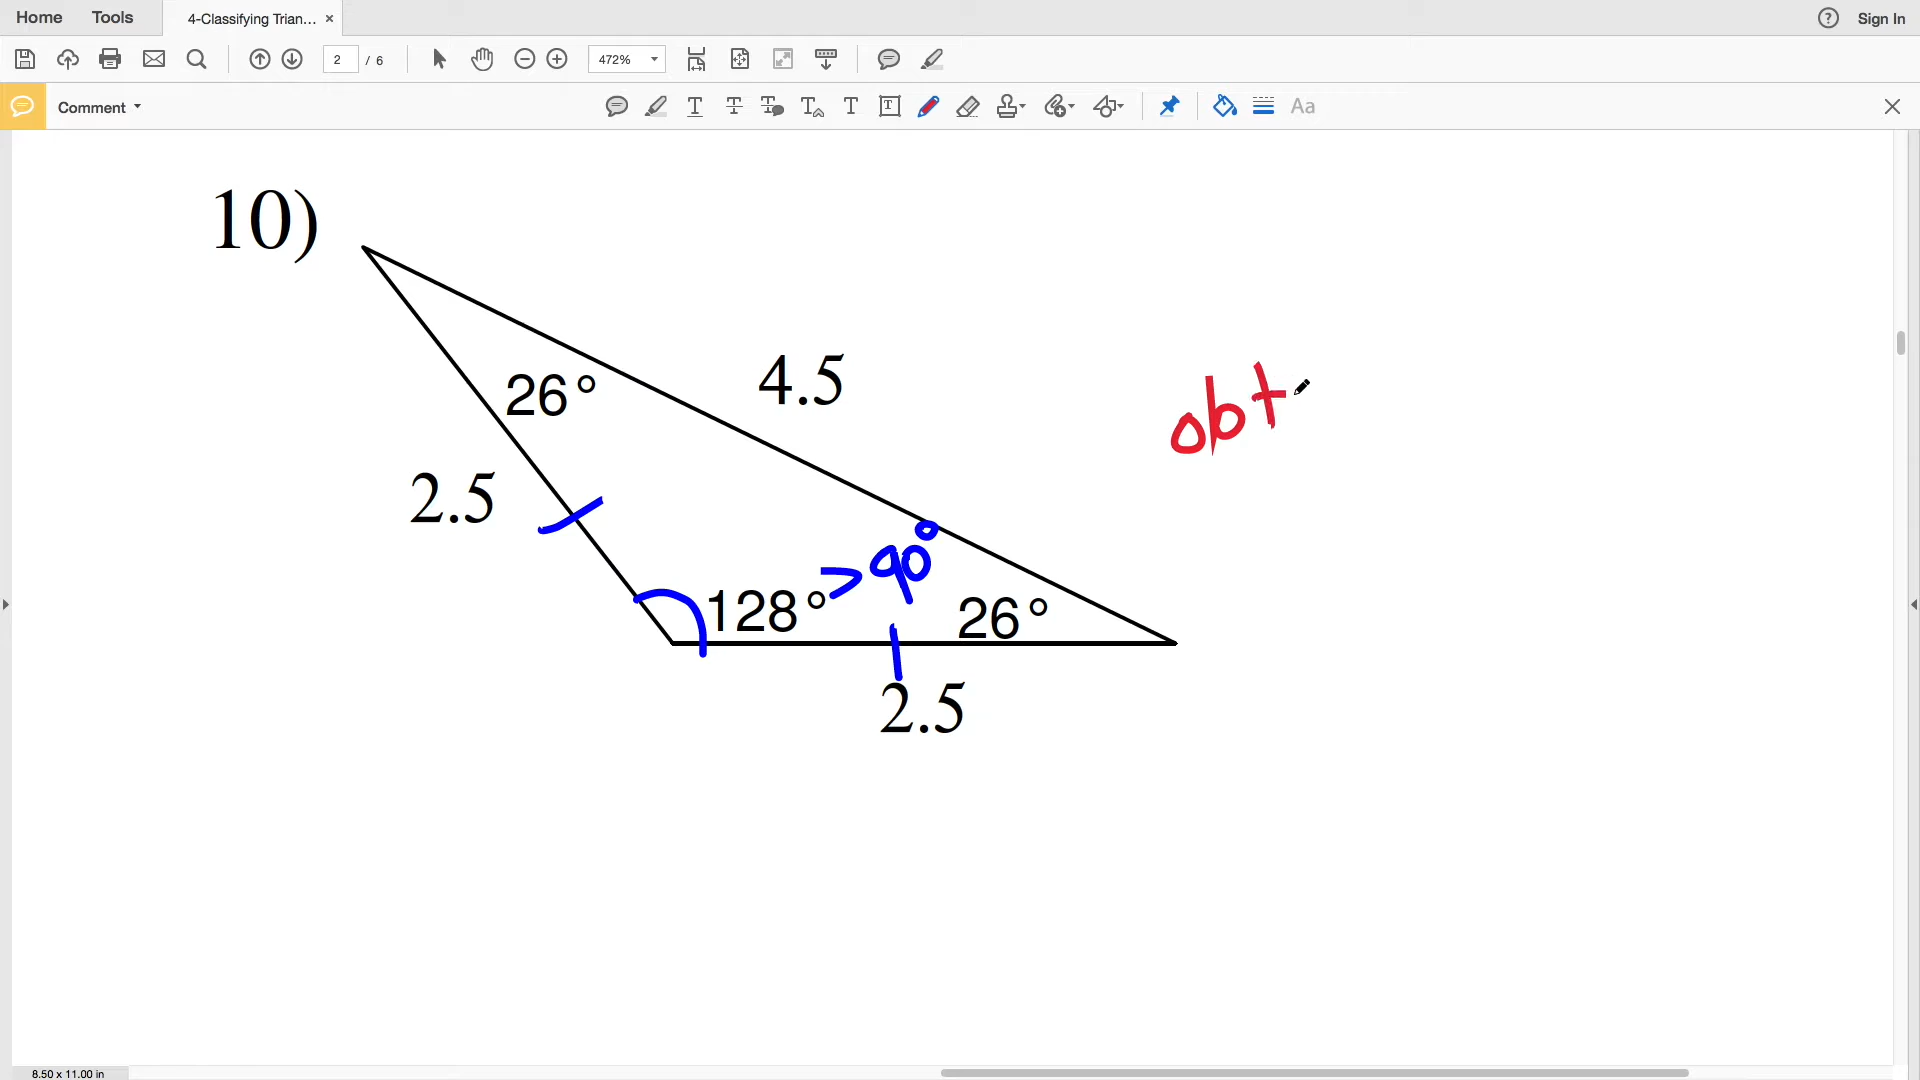 Home Tools 4-Classifying Trian... × ? Sign In
2 / 6 472%
Comment T T T T T T Aa
10)
26° 4.5
obt
2.5
>90°
128° 26°
2.5
8.50 x 11.00 in